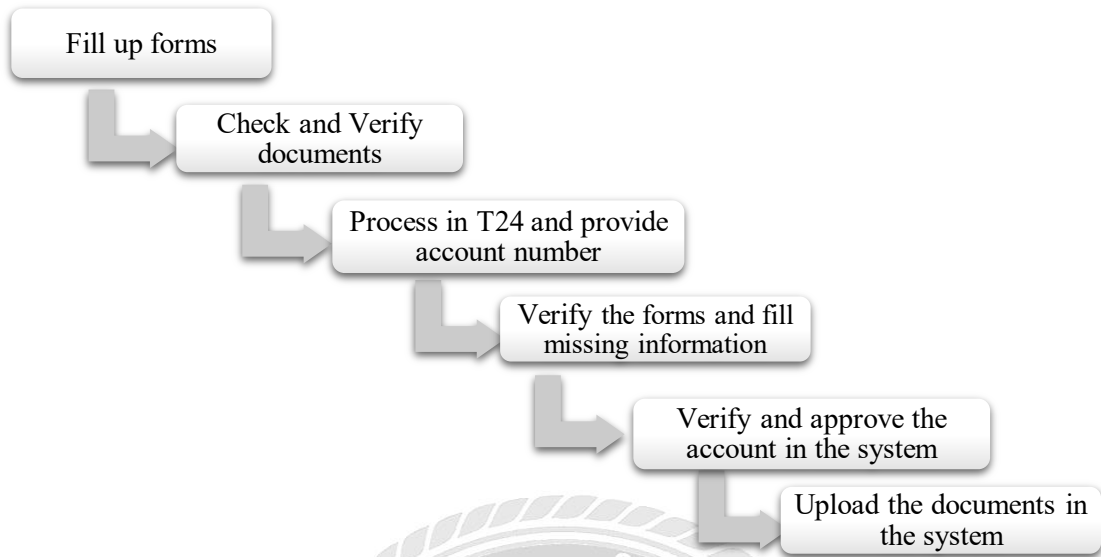 Fill up forms
Check and Verify
documents
Process in T24 and provide
account number
Verify the forms and fill
missing information
Verify and approve the
account in the system
Upload the documents in
the system